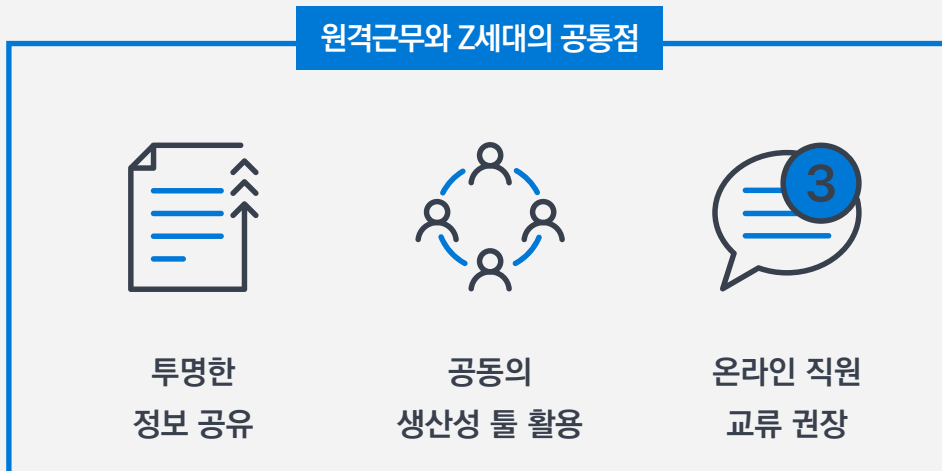 원격근무와 Z세대의 공통점
3
투명한
정보 공유
공동의
생산성 툴 활용
온라인 직원
교류 권장